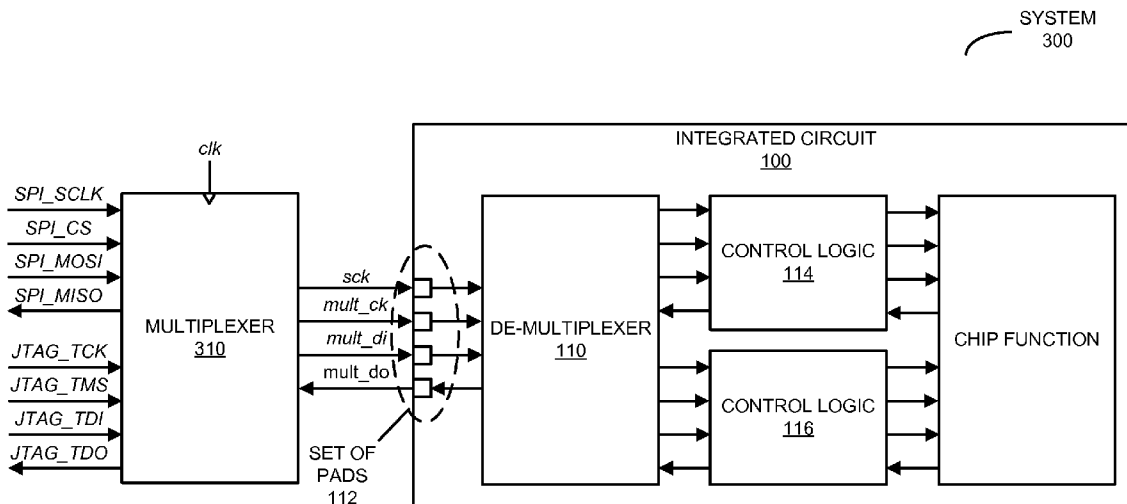 SYSTEM
300
INTEGRATED CIRCUIT
100
clk
SPI_SCLK
SPI_CS
SPI_MOSI
SPI_MISO
JTAG_TCK
JTAG_TMS
JTAG_TDI
JTAG_TDO
MULTIPLEXER
310
sck
mult_ck
mult_di
mult_do
SET OF
PADS
112
DE-MULTIPLEXER
110
CONTROL LOGIC
114
CONTROL LOGIC
116
CHIP FUNCTION